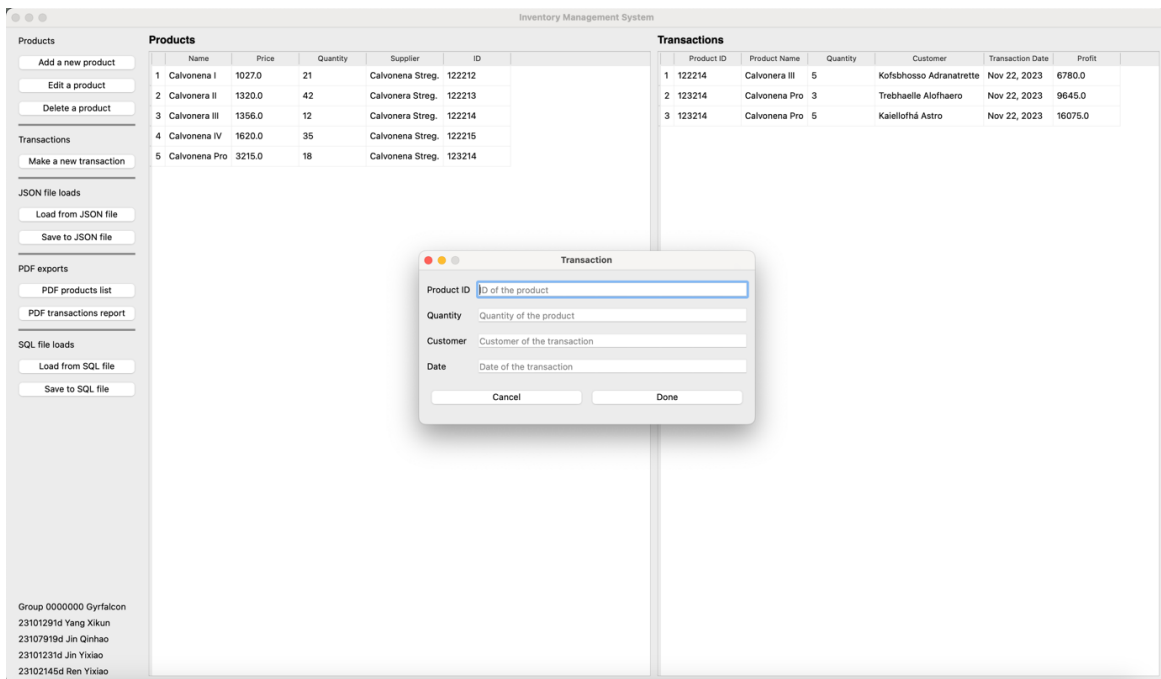 Inventory Management System
Products
Add a new product
Edit a product
Delete a product
Transactions
Make a new transaction
JSON file loads
Load from JSON file
Save to JSON file
PDF exports
PDF products list
PDF transactions report
SQL file loads
Load from SQL file
Save to SQL file
Group 0000000 Gyrfalcon
23101291d Yang Xikun
23107919d Jin Qinhao
23101231d Jin Yixiao
23102145d Ren Yixiao
Products
Name Price Quantity Supplier ID
1 Calvonena I 1027.0 21 Calvonena Streg. 122212
2 Calvonera II 1320.0 42 Calvonera Streg. 122213
3 Calvonera III 1356.0 12 Calvonera Streg. 122214
4 Calvonena IV 1620.0 35 Calvonena Streg. 122215
5 Calvonena Pro 3215.0 18 Calvonena Streg. 123214
Transactions
Product ID Product Name Quantity Customer Transaction Date Profit
1 122214 Calvonera III 5 Kofsbhosso Adranatrette Nov 22, 2023 6780.0
2 123214 Calvonena Pro 3 Trebhaelle Alofhaero Nov 22, 2023 9645.0
3 123214 Calvonena Pro 5 Kaiellofhá Astro Nov 22, 2023 16075.0
Transaction
Product ID ID of the product
Quantity Quantity of the product
Customer Customer of the transaction
Date Date of the transaction
Cancel Done